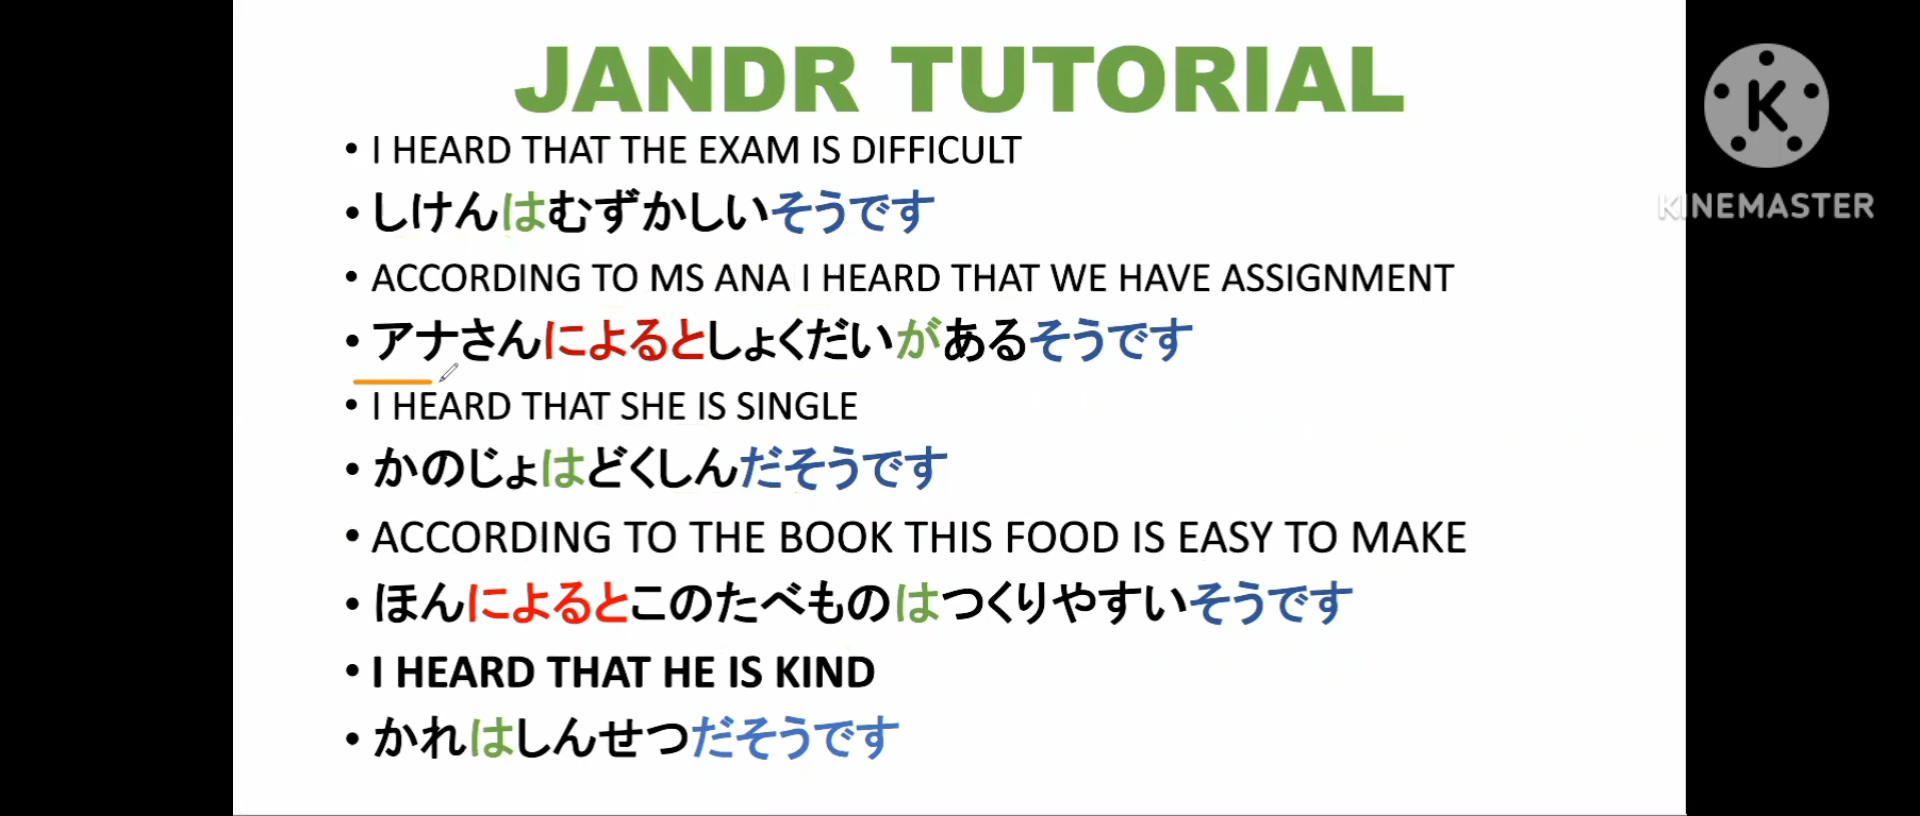 JANDR TUTORIAL
• I HEARD THAT THE EXAM IS DIFFICULT
• しけんはむずかしいそうです
• ACCORDING TO MS ANA I HEARD THAT WE HAVE ASSIGNMENT
• アナさんによるとしょくだいがあるそうです
• I HEARD THAT SHE IS SINGLE
• かのじょはどくしんだそうです
• ACCORDING TO THE BOOK THIS FOOD IS EASY TO MAKE
• ほんによるとこのたべものはつくりやすいそうです
• I HEARD THAT HE IS KIND
• かれはしんせつだそうです
K
KINEMASTER